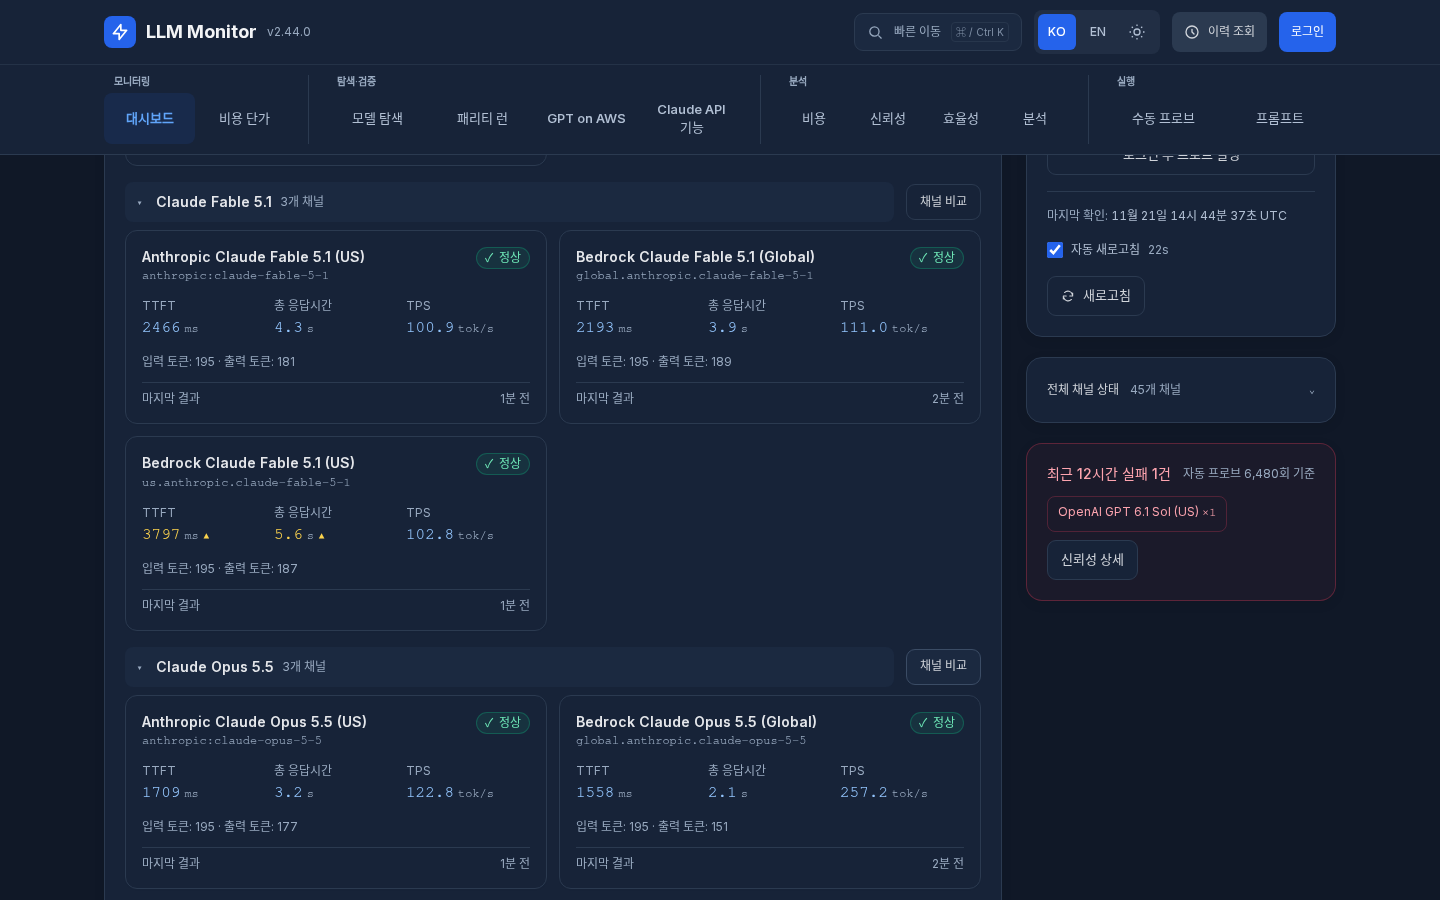 LLM Monitor v2.44.0
빠른 이동 ⌘ / Ctrl K
KO EN
이력 조회
로그인
모니터링
대시보드 비용 단가
탐색·검증
모델 탐색 패리티 런 GPT on AWS Claude API 기능
분석
비용 신뢰성 효율성 분석
실행
수동 프로브 프롬프트
▾ Claude Fable 5.1 3개 채널
채널 비교
Anthropic Claude Fable 5.1 (US) ✓ 정상
anthropic:claude-fable-5-1
TTFT 총 응답시간 TPS
2466 ms 4.3 s 100.9 tok/s
입력 토큰: 195 · 출력 토큰: 181
마지막 결과 1분 전
Bedrock Claude Fable 5.1 (Global) ✓ 정상
global.anthropic.claude-fable-5-1
TTFT 총 응답시간 TPS
2193 ms 3.9 s 111.0 tok/s
입력 토큰: 195 · 출력 토큰: 189
마지막 결과 2분 전
Bedrock Claude Fable 5.1 (US) ✓ 정상
us.anthropic.claude-fable-5-1
TTFT 총 응답시간 TPS
3797 ms ▲ 5.6 s ▲ 102.8 tok/s
입력 토큰: 195 · 출력 토큰: 187
마지막 결과 1분 전
▾ Claude Opus 5.5 3개 채널
채널 비교
Anthropic Claude Opus 5.5 (US) ✓ 정상
anthropic:claude-opus-5-5
TTFT 총 응답시간 TPS
1709 ms 3.2 s 122.8 tok/s
입력 토큰: 195 · 출력 토큰: 177
마지막 결과 1분 전
Bedrock Claude Opus 5.5 (Global) ✓ 정상
global.anthropic.claude-opus-5-5
TTFT 총 응답시간 TPS
1558 ms 2.1 s 257.2 tok/s
입력 토큰: 195 · 출력 토큰: 151
마지막 결과 2분 전
마지막 확인: 11월 21일 14시 44분 37초 UTC
자동 새로고침 22s
새로고침
전체 채널 상태 45개 채널
최근 12시간 실패 1건 자동 프로브 6,480회 기준
OpenAI GPT 6.1 Sol (US) ×1
신뢰성 상세